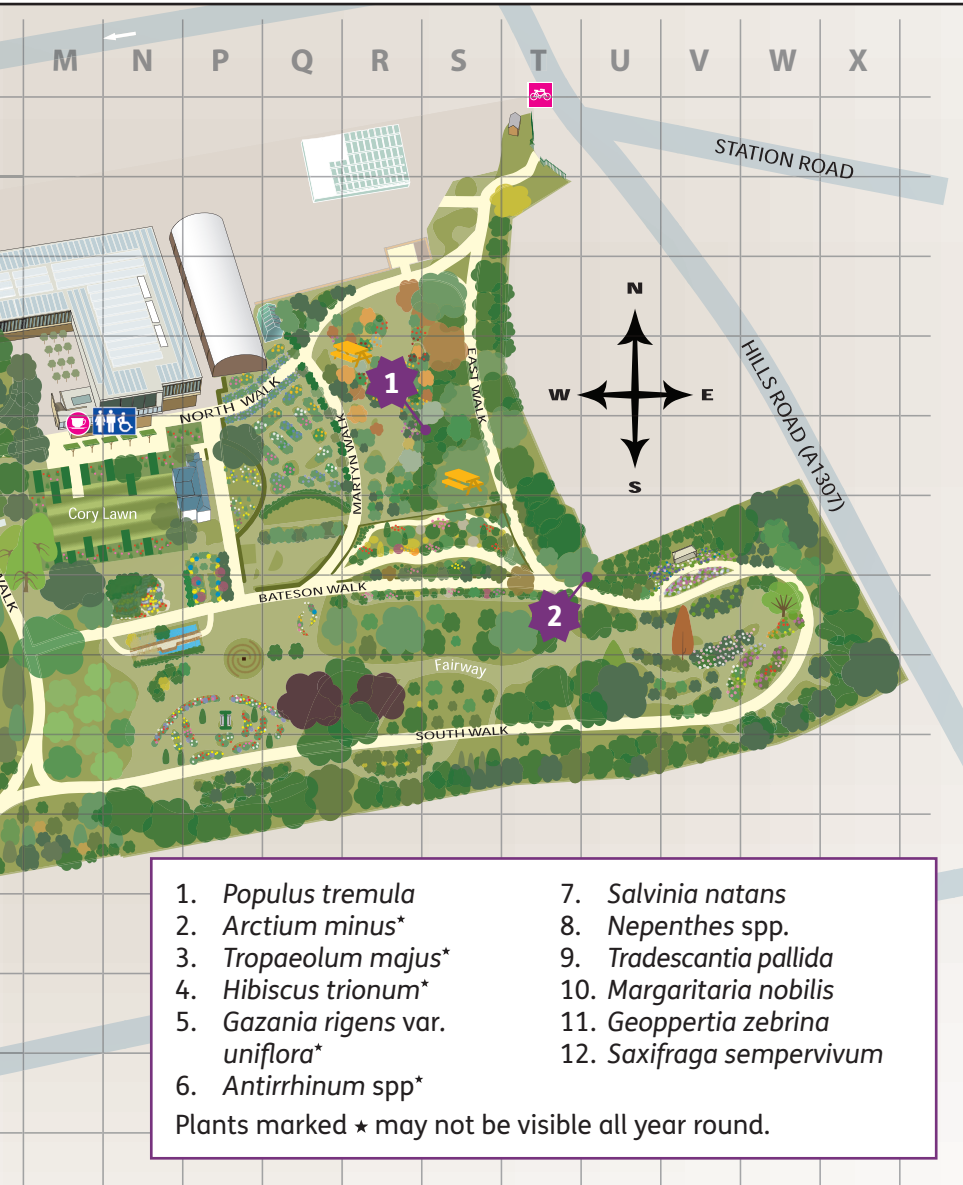 M N P Q R S T U V W X
STATION ROAD
N
W E
S
HILLS ROAD (A1307)
NORTH WALK
EAST WALK
1
MARTYN WALK
Cory Lawn
WALK
BATESON WALK
2
Fairway
SOUTH WALK
1. Populus tremula
2. Arctium minus★
3. Tropaeolum majus★
4. Hibiscus trionum★
5. Gazania rigens var.
uniflora★
6. Antirrhinum spp★
7. Salvinia natans
8. Nepenthes spp.
9. Tradescantia pallida
10. Margaritaria nobilis
11. Geoppertia zebrina
12. Saxifraga sempervivum
Plants marked ★ may not be visible all year round.